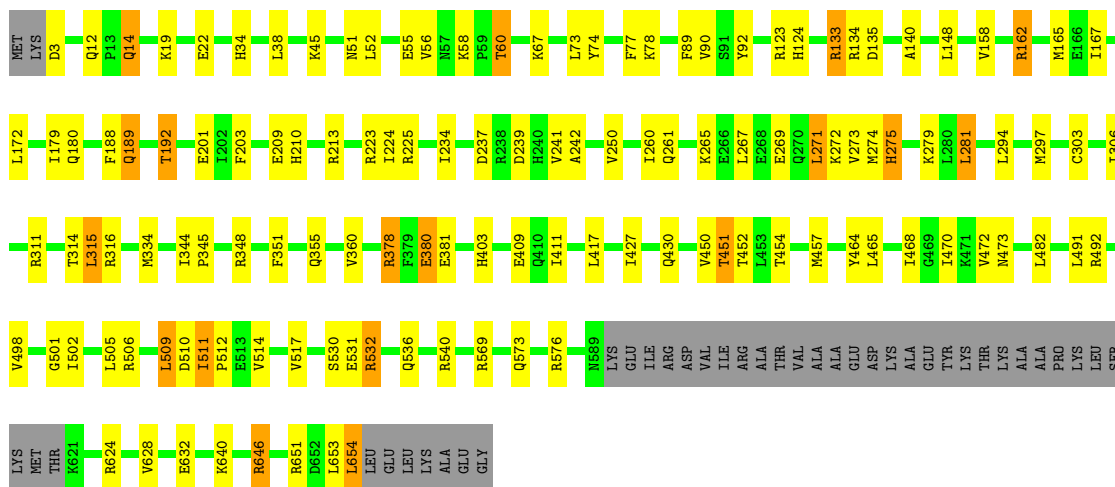 MET LYS D3 Q12 P13 Q14 K19 E22 H34 L38 K45 N51 L52 E55 V56 N57 K58 P59 T60 K67 L73 Y74 F77 K78 F89 V90 S91 Y92 R123 H124 R133 R134 D135 A140 L148 V158 R162 M165 E166 I167
L172 I179 Q180 F188 Q189 T192 E201 I202 F203 E209 H210 R213 R223 I224 R225 I234 D237 R238 D239 H240 V241 A242 V250 I260 Q261 K265 E266 L267 E268 E269 Q270 L271 K272 V273 M274 H275 K279 L280 L281 L294 M297 C303 I306
R311 T314 L315 R316 M334 I344 P345 R348 F351 Q355 V360 R378 F379 E380 E381 H403 E409 Q410 I411 L417 I427 Q430 V450 T451 T452 L453 T454 M457 Y464 L465 I468 G469 I470 K471 V472 N473 L482 L491 R492
V498 G501 I502 L505 R506 L509 D510 I511 P512 E513 V514 V517 S530 E531 R532 Q536 R540 R569 Q573 R576 N589 LYS GLU ILE ARG ASP VAL ILE ARG ALA THR VAL ALA ALA GLU ASP LYS ALA GLU TYR LYS THR LYS ALA ALA PRO LYS LEU SER
LYS MET THR K621 R624 V628 E632 K640 R646 R651 D652 L653 L654 LEU GLU LEU LYS ALA GLU GLY